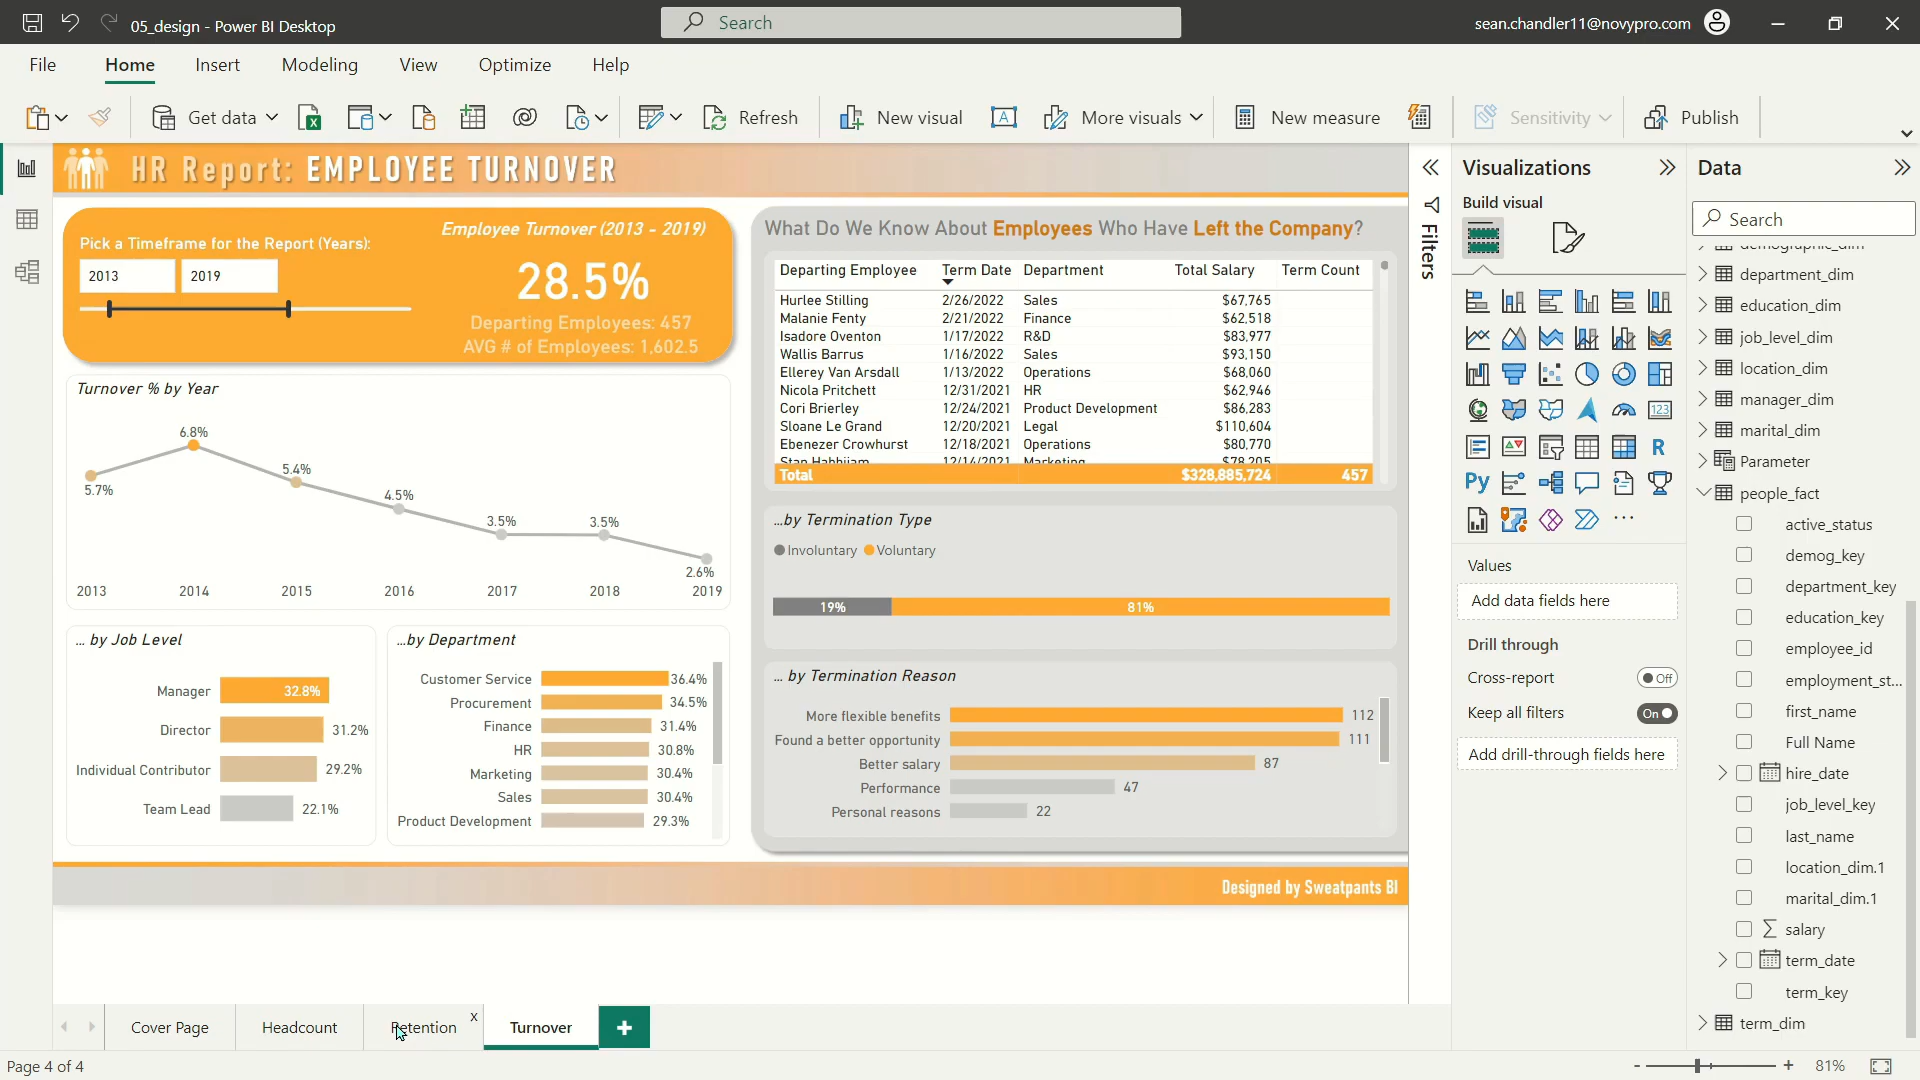 05_design - Power BI Desktop
Search
sean.chandler11@novypro.com
File
Home
Insert
Modeling
View
Optimize
Help
Get data
Refresh
New visual
More visuals
New measure
Sensitivity
Publish
HR Report: EMPLOYEE TURNOVER
Pick a Timeframe for the Report (Years):
2013
2019
Employee Turnover (2013 - 2019)
28.5%
Departing Employees: 457
AVG # of Employees: 1,602.5
Turnover % by Year
5.7%
6.8%
5.4%
4.5%
3.5%
3.5%
2.6%
2013
2014
2015
2016
2017
2018
2019
... by Job Level
Manager 32.8%
Director 31.2%
Individual Contributor 29.2%
Team Lead 22.1%
...by Department
Customer Service 36.4%
Procurement 34.5%
Finance 31.4%
HR 30.8%
Marketing 30.4%
Sales 30.4%
Product Development 29.3%
What Do We Know About Employees Who Have Left the Company?
Departing Employee Term Date Department Total Salary Term Count
Hurlee Stilling 2/26/2022 Sales $67,765
Malanie Fenty 2/21/2022 Finance $62,518
Isadore Oventon 1/17/2022 R&D $83,977
Wallis Barrus 1/16/2022 Sales $93,150
Ellerey Van Arsdall 1/13/2022 Operations $68,060
Nicola Pritchett 12/31/2021 HR $62,946
Cori Brierley 12/24/2021 Product Development $86,283
Sloane Le Grand 12/20/2021 Legal $110,604
Ebenezer Crowhurst 12/18/2021 Operations $80,770
Stan Habbijam 12/14/2021 Marketing $78,205
Total $328,885,724 457
...by Termination Type
Involuntary Voluntary
19% 81%
... by Termination Reason
More flexible benefits 112
Found a better opportunity 111
Better salary 87
Performance 47
Personal reasons 22
Designed by Sweatpants BI
Filters
Visualizations
Build visual
123
R
Py
Values
Add data fields here
Drill through
Cross-report
Off
Keep all filters
On
Add drill-through fields here
Data
Search
demographic_dim
department_dim
education_dim
job_level_dim
location_dim
manager_dim
marital_dim
Parameter
people_fact
active_status
demog_key
department_key
education_key
employee_id
employment_st...
first_name
Full Name
hire_date
job_level_key
last_name
location_dim.1
marital_dim.1
salary
term_date
term_key
term_dim
Cover Page
Headcount
Retention
x
Turnover
Page 4 of 4
81%